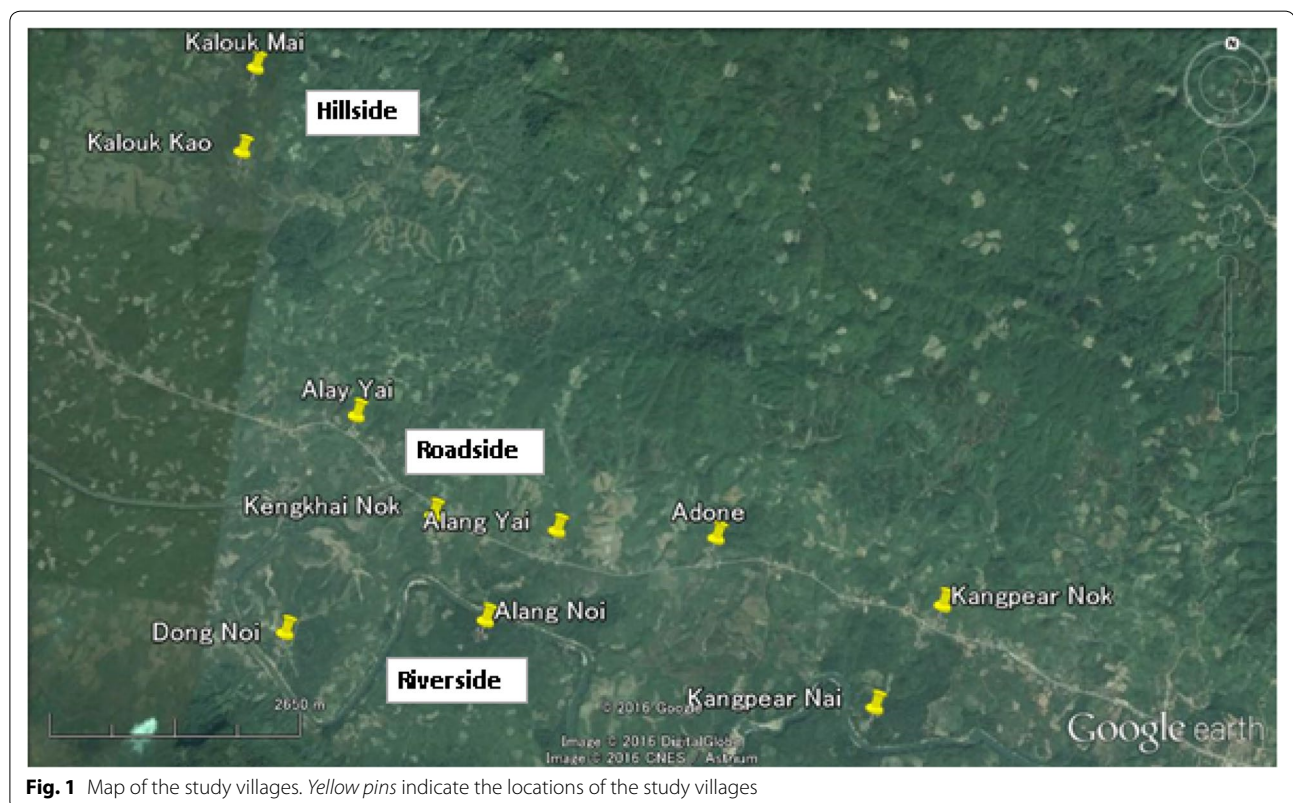 Kalouk Mai
N
Hillside
Kalouk Kao
Alay Yai
Roadside
Kengkhai Nok
Alang Yai
Adone
Kangpear Nok
Alang Noi
Dong Noi
Riverside
Kangpear Nai
2650 m
© 2016 Google
Google earth
Image © 2016 DigitalGlobe
Image © 2016 CNES / Astrium
Fig. 1 Map of the study villages. Yellow pins indicate the locations of the study villages